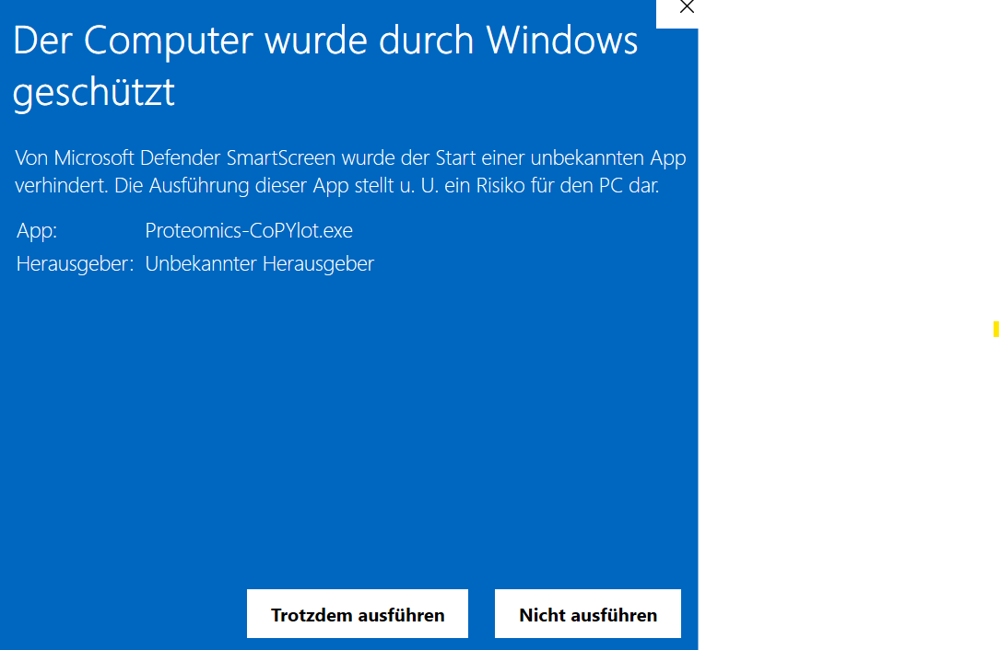 Der Computer wurde durch Windows
geschützt
Von Microsoft Defender SmartScreen wurde der Start einer unbekannten App
verhindert. Die Ausführung dieser App stellt u. U. ein Risiko für den PC dar.
App: Proteomics-CoPYlot.exe
Herausgeber: Unbekannter Herausgeber
Trotzdem ausführen Nicht ausführen